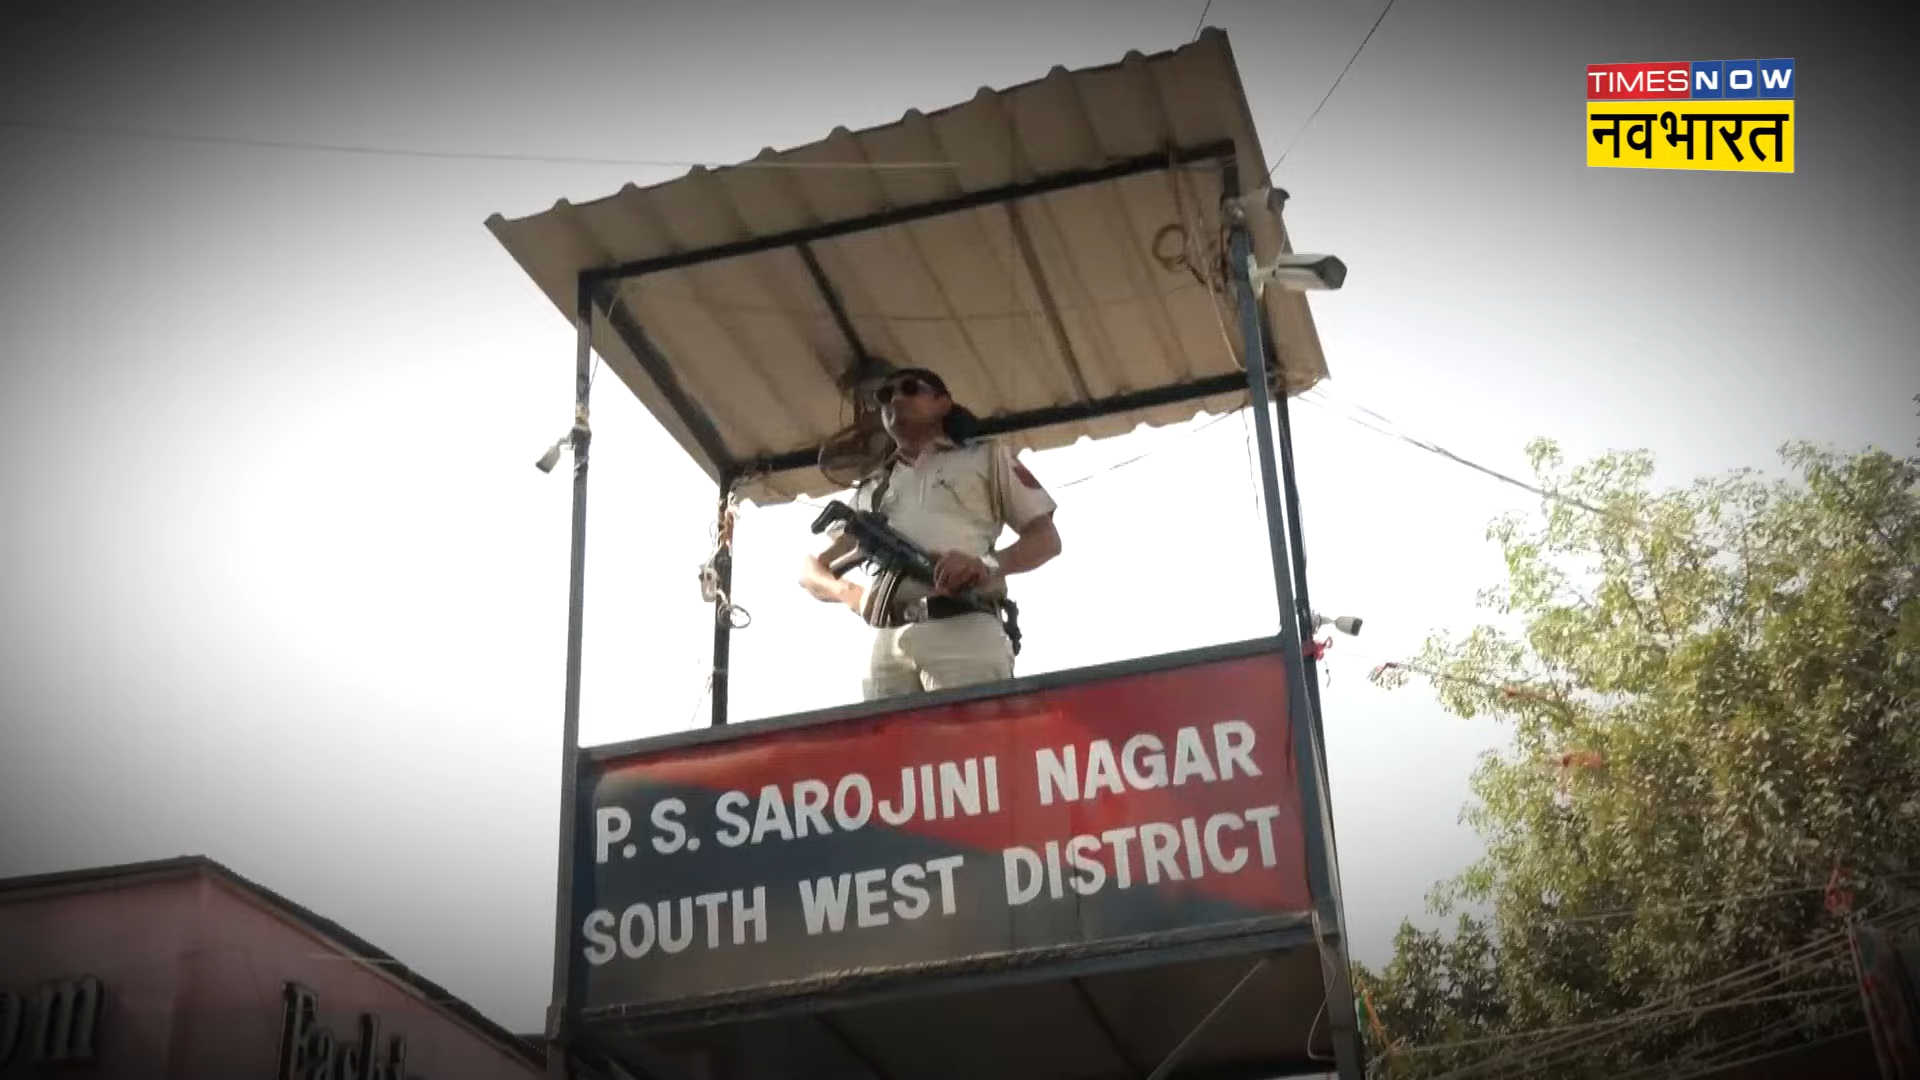 TIMES NOW
नवभारत
P.S. SAROJINI NAGAR
SOUTH WEST DISTRICT